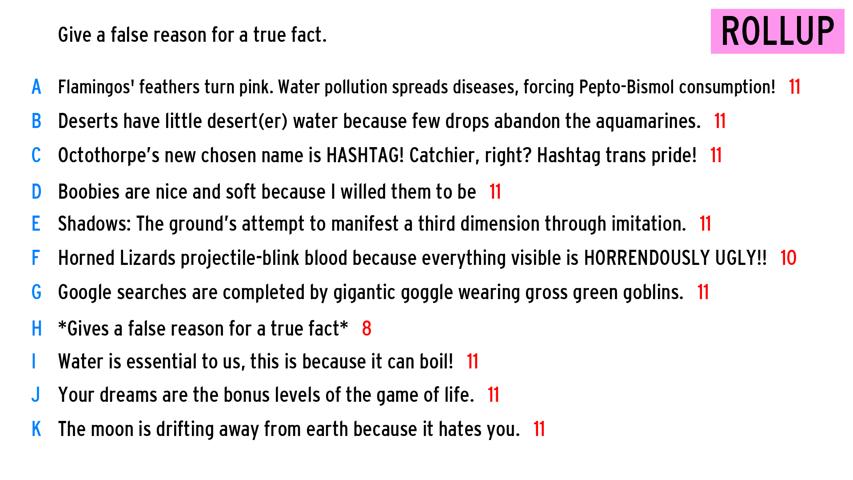 Give a false reason for a true fact.
ROLLUP
A Flamingos' feathers turn pink. Water pollution spreads diseases, forcing Pepto-Bismol consumption! 11
B Deserts have little desert(er) water because few drops abandon the aquamarines. 11
C Octothorpe's new chosen name is HASHTAG! Catchier, right? Hashtag trans pride! 11
D Boobies are nice and soft because I willed them to be 11
E Shadows: The ground's attempt to manifest a third dimension through imitation. 11
F Horned Lizards projectile-blink blood because everything visible is HORRENDOUSLY UGLY!! 10
G Google searches are completed by gigantic goggle wearing gross green goblins. 11
H *Gives a false reason for a true fact* 8
I Water is essential to us, this is because it can boil! 11
J Your dreams are the bonus levels of the game of life. 11
K The moon is drifting away from earth because it hates you. 11